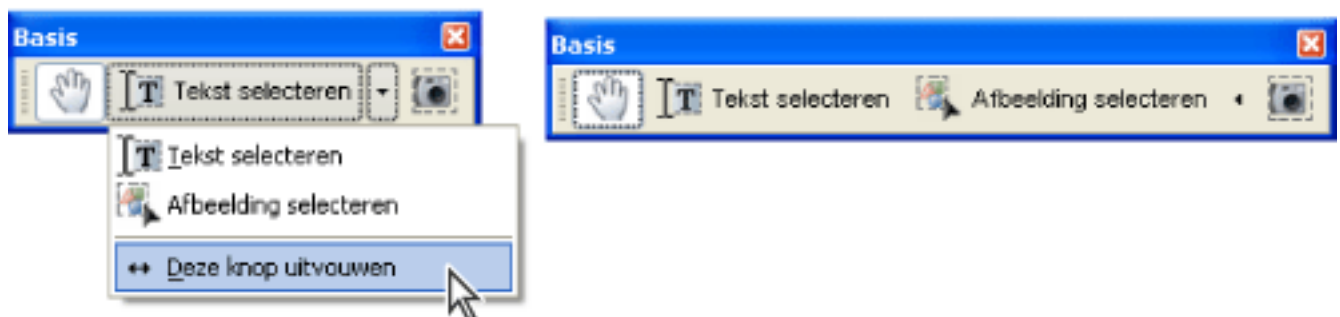 Basis
Tekst selecteren
Tekst selecteren
Afbeelding selecteren
Deze knop uitvouwen
Basis
Tekst selecteren Afbeelding selecteren